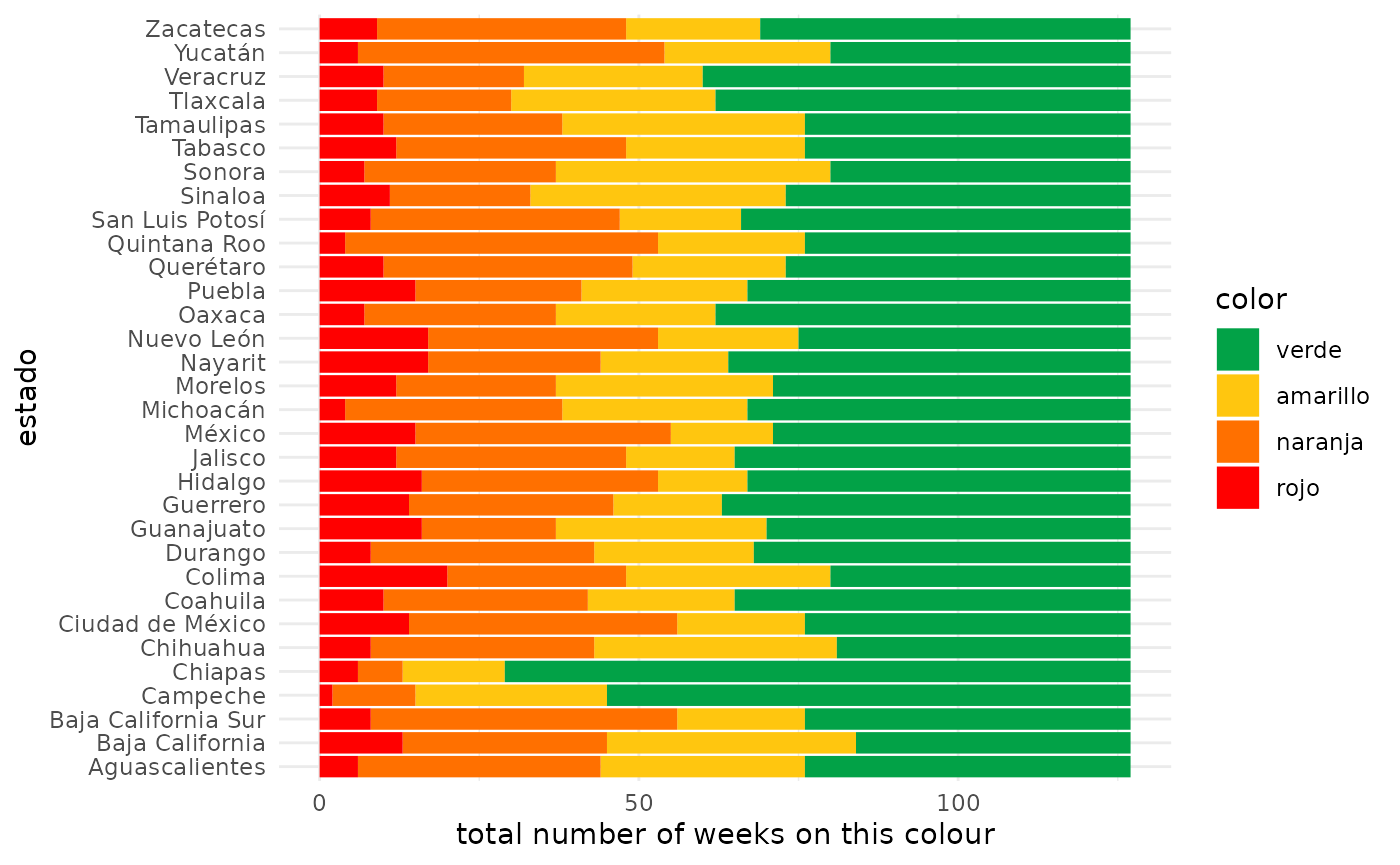 Zacatecas
Yucatán
Veracruz
Tlaxcala
Tamaulipas
Tabasco
Sonora
Sinaloa
San Luis Potosí
Quintana Roo
Querétaro
Puebla
Oaxaca
Nuevo León
Nayarit
Morelos
Michoacán
México
Jalisco
Hidalgo
Guerrero
Guanajuato
Durango
Colima
Coahuila
Ciudad de México
Chihuahua
Chiapas
Campeche
Baja California Sur
Baja California
Aguascalientes
estado
0 50 100
total number of weeks on this colour
color
verde
amarillo
naranja
rojo